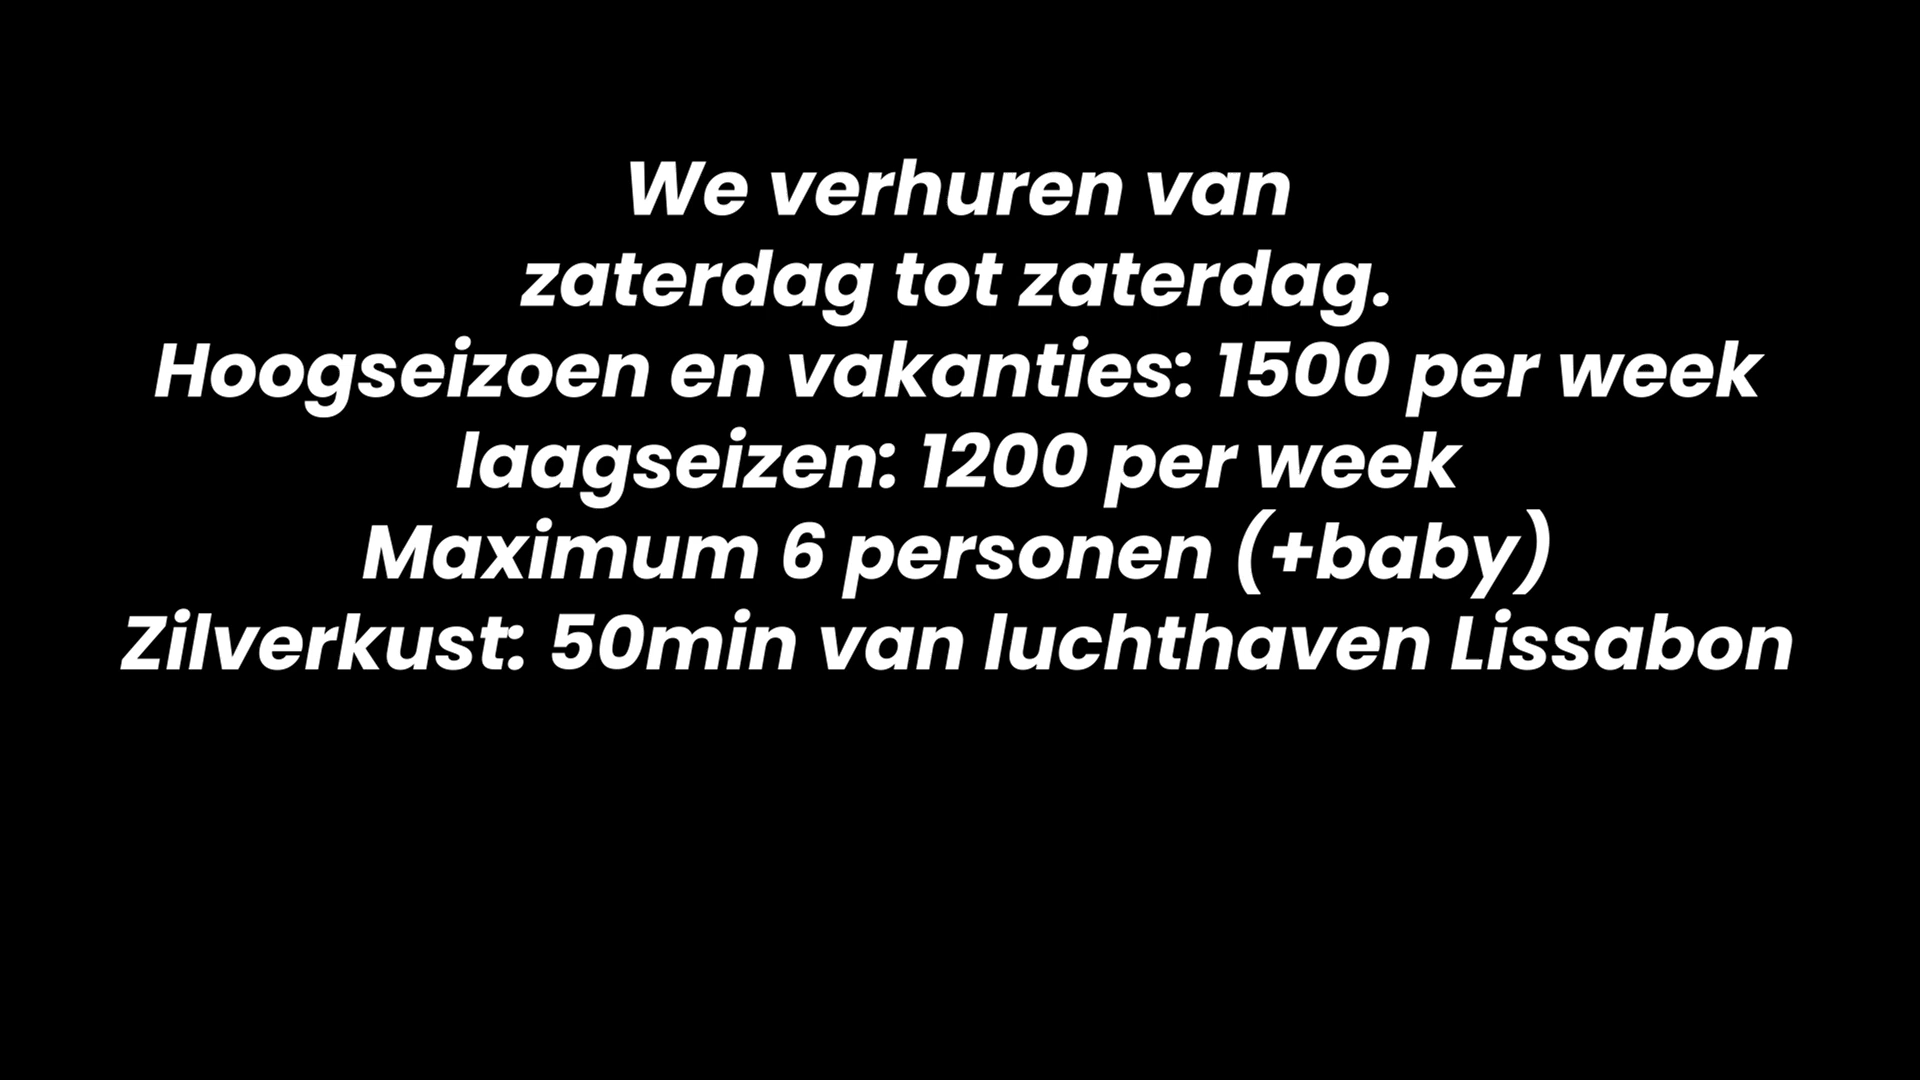 We verhuren van
zaterdag tot zaterdag.
Hoogseizoen en vakanties: 1500 per week
laagseizen: 1200 per week
Maximum 6 personen (+baby)
Zilverkust: 50min van luchthaven Lissabon